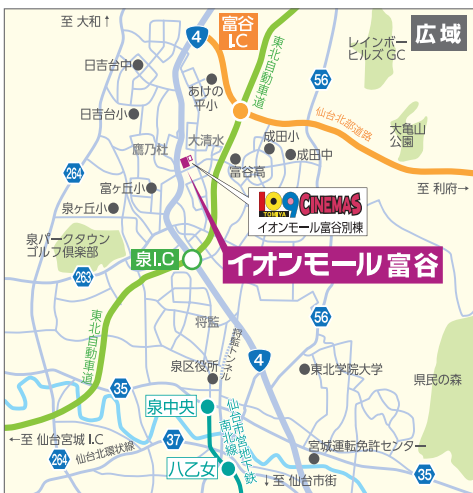 至 大和↑
4
富谷
I.C
広域
日吉台中
東北自動車道
56
レインボー
ヒルズGC
あけの
平小
日吉台小
仙台北部道路
大清水
成田小
大亀山
公園
鷹乃杜
成田中
富谷高
264
富ケ丘小
至 利府→
109 CINEMAS
TOMIYA
イオンモール富谷別棟
泉ケ丘小
泉パークタウン
ゴルフ倶楽部
泉I.C
イオンモール富谷
263
将監
56
東北自動車道
将監トンネル
4
泉区役所
東北学院大学
35
県民の森
泉中央
仙台市営地下鉄
南北線
←至 仙台宮城 I.C
37
宮城運転免許センター
264
仙台北環状線
八乙女
↓至 仙台市街
35